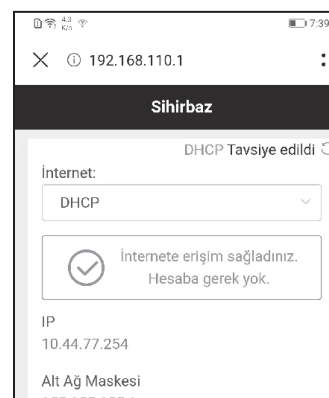 4.3
K/s
7:39
192.168.110.1
Sihirbaz
DHCP Tavsiye edildi
İnternet:
DHCP
İnternete erişim sağladınız.
Hesaba gerek yok.
IP
10.44.77.254
Alt Ağ Maskesi